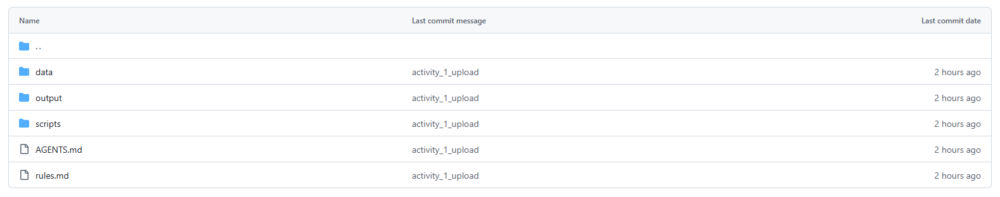 Name Last commit message Last commit date
..
data activity_1_upload 2 hours ago
output activity_1_upload 2 hours ago
scripts activity_1_upload 2 hours ago
AGENTS.md activity_1_upload 2 hours ago
rules.md activity_1_upload 2 hours ago